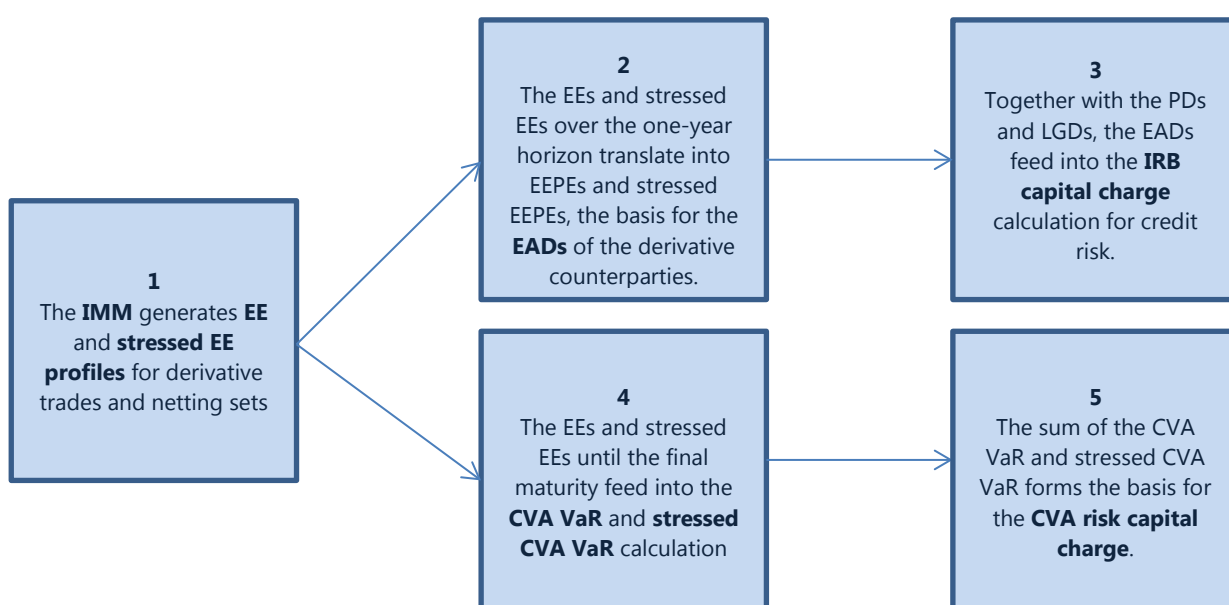 1
The IMM generates EE
and stressed EE
profiles for derivative
trades and netting sets
2
The EEs and stressed
EEs over the one-year
horizon translate into
EEPEs and stressed
EEPEs, the basis for the
EADs of the derivative
counterparties.
3
Together with the PDs
and LGDs, the EADs
feed into the IRB
capital charge
calculation for credit
risk.
4
The EEs and stressed
EEs until the final
maturity feed into the
CVA VaR and stressed
CVA VaR calculation
5
The sum of the CVA
VaR and stressed CVA
VaR forms the basis for
the CVA risk capital
charge.